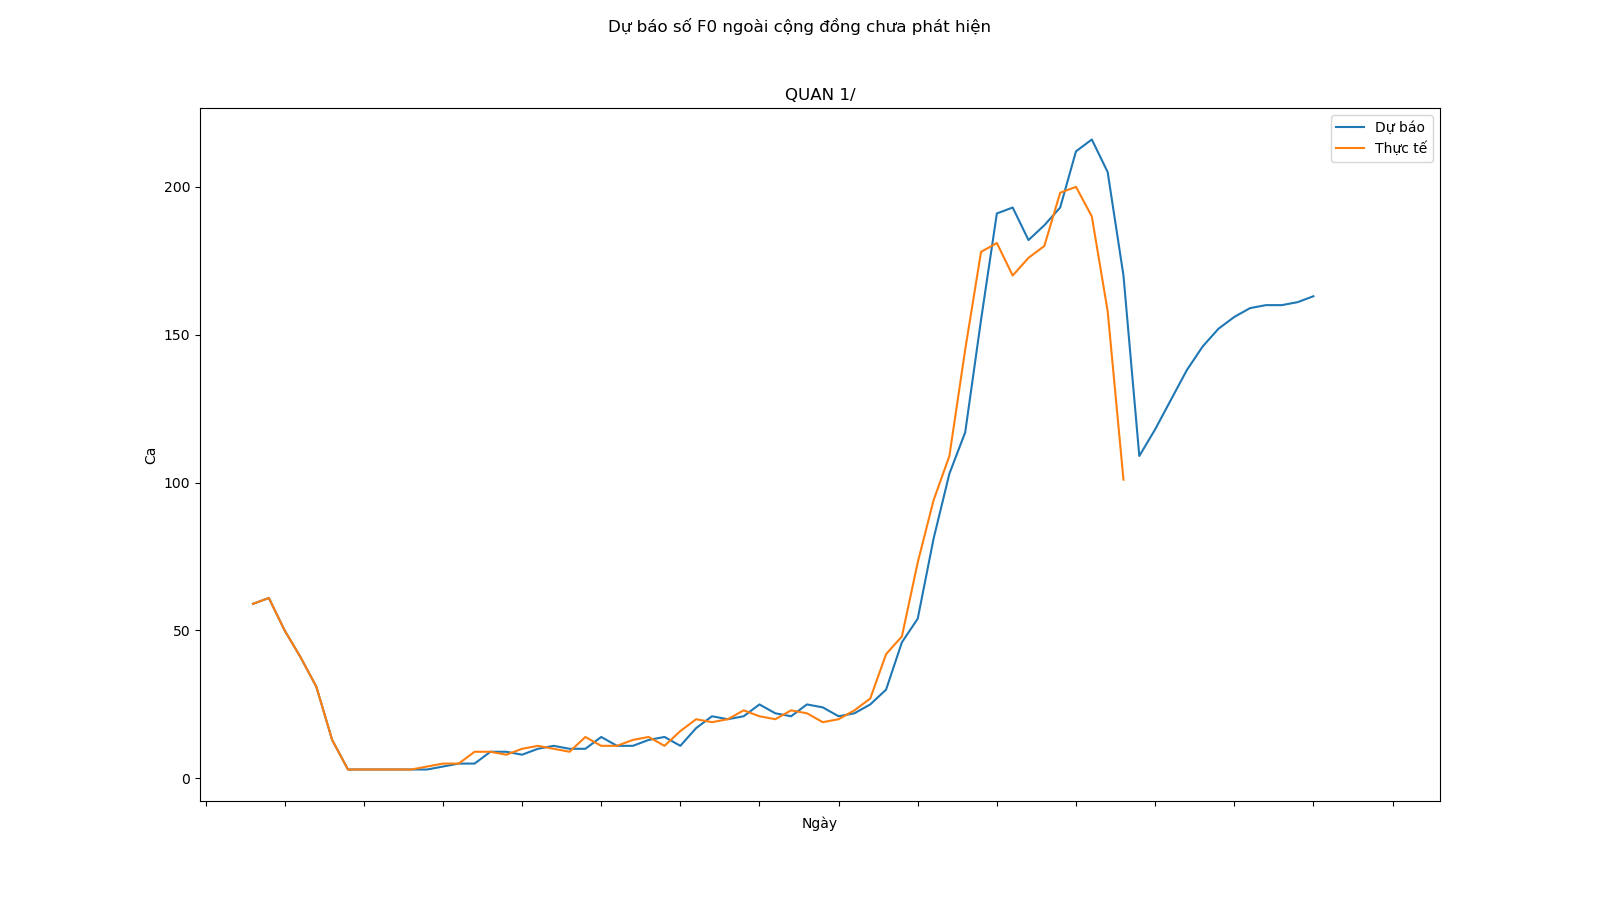 Dự báo số F0 ngoài cộng đồng chưa phát hiện
QUAN 1/
Dự báo
Thực tế
200
150
100
50
0
Ca
Ngày